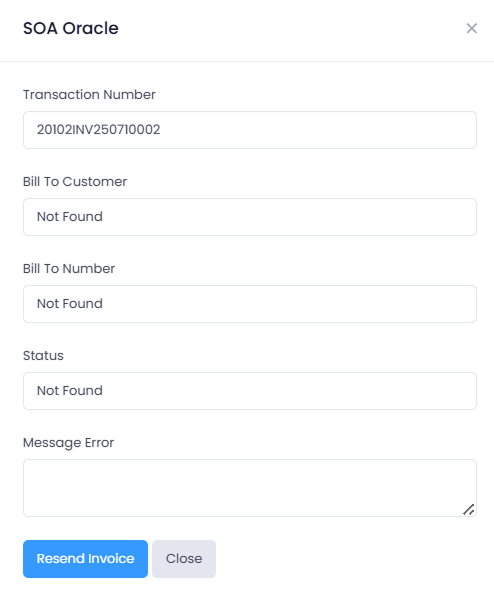 SOA Oracle
Transaction Number
20102INV250710002
Bill To Customer
Not Found
Bill To Number
Not Found
Status
Not Found
Message Error
Resend Invoice
Close